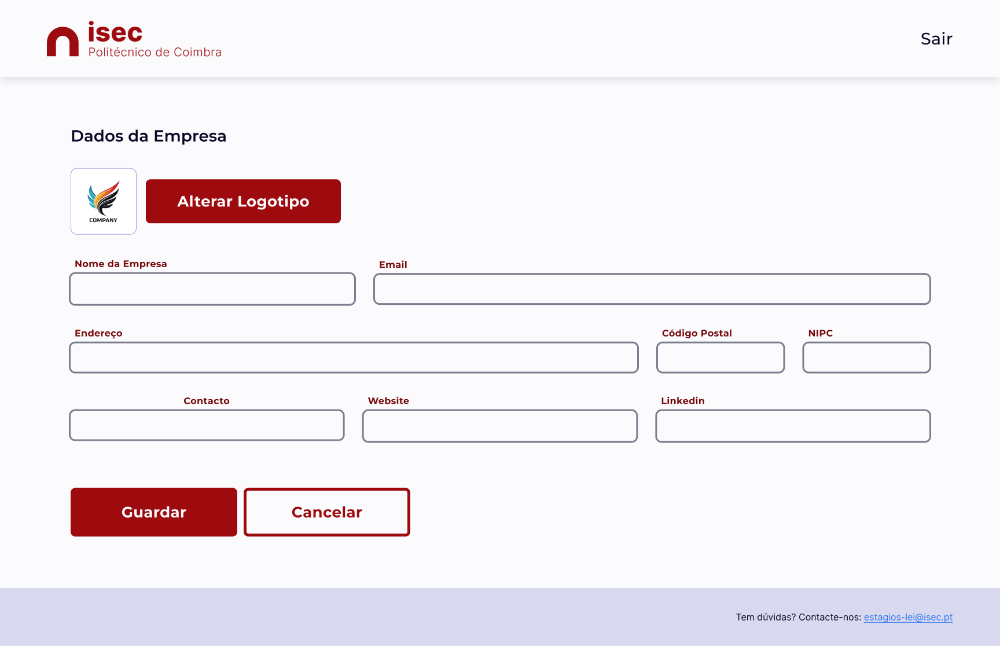 isec
Politécnico de Coimbra
Sair
Dados da Empresa
COMPANY
Alterar Logotipo
Nome da Empresa
Email
Endereço
Código Postal
NIPC
Contacto
Website
Linkedin
Guardar
Cancelar
Tem dúvidas? Contacte-nos: estagios-lei@isec.pt